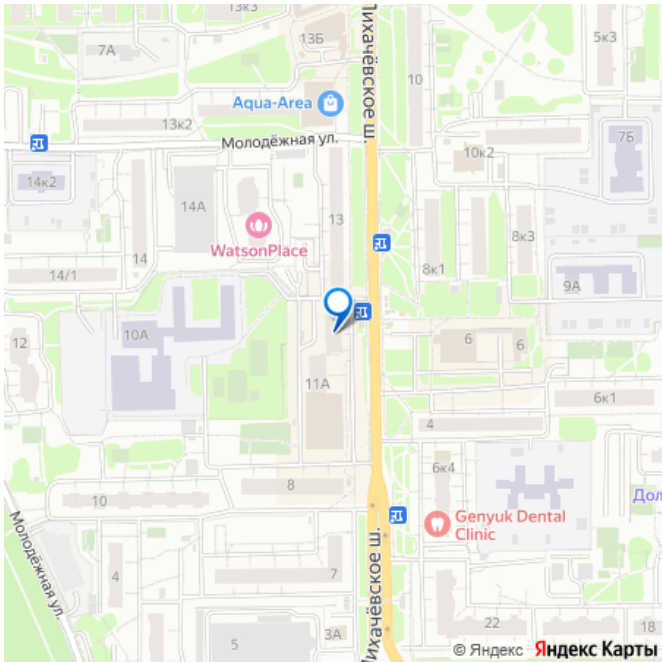 13к3
7А
13Б
5к3
10
Лихачёвское ш.
Aqua-Area
13к2
Молодёжная ул.
7Б
10к2
14к2
14А
13
WatsonPlace
14
8к3
8к1
14/1
9А
10А
12
6
6
11А
6к1
4
6к4
8
10
Дол
Genyuk Dental
Clinic
Молодёжная ул.
4
7
Лихачёвское ш.
22
18
3А
5
© Яндекс Яндекс Карты